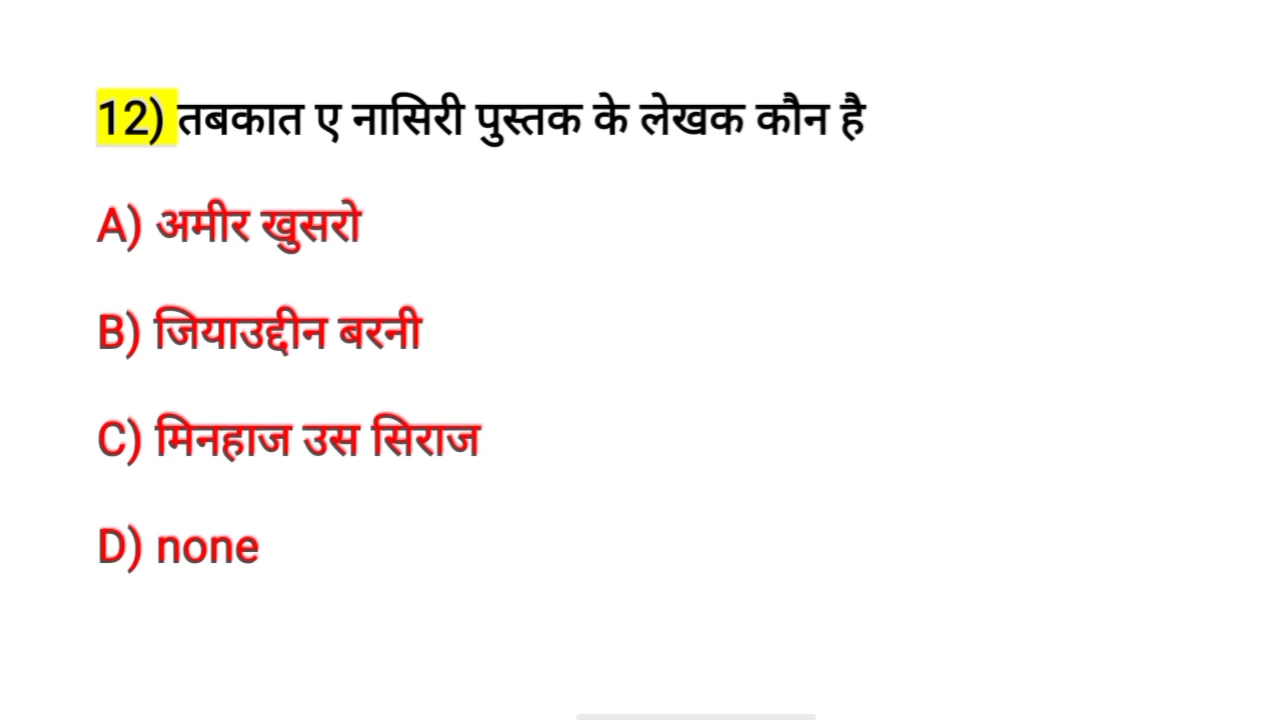 12) तबकात ए नासिरी पुस्तक के लेखक कौन है
A) अमीर खुसरो
B) जियाउद्दीन बरनी
C) मिनहाज उस सिराज
D) none